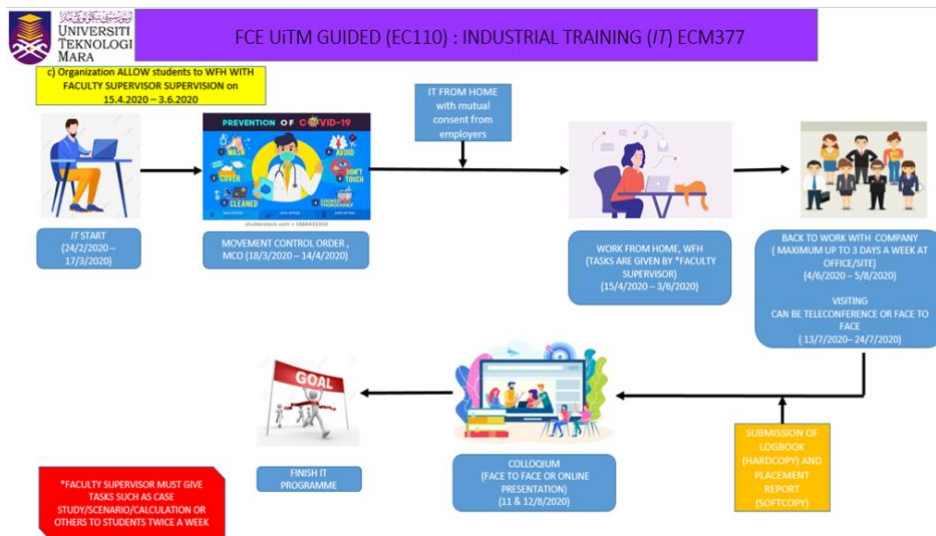 UNIVERSITI
TEKNOLOGI
MARA
FCE UiTM GUIDED (EC110) : INDUSTRIAL TRAINING (IT) ECM377
c) Organization ALLOW students to WFH WITH
FACULTY SUPERVISOR SUPERVISION on
15.4.2020 – 3.6.2020
IT FROM HOME
with mutual
consent from
employers
PREVENTION OF COVID-19
WASH
COVER
CLEANED
AVOID
DON'T
TOUCH
THOROUGHLY
IT START
(24/2/2020 –
17/3/2020)
MOVEMENT CONTROL ORDER ,
MCO (18/3/2020 – 14/4/2020)
WORK FROM HOME, WFH
(TASKS ARE GIVEN BY *FACULTY
SUPERVISOR)
(15/4/2020 – 3/6/2020)
BACK TO WORK WITH COMPANY
( MAXIMUM UP TO 3 DAYS A WEEK AT
OFFICE/SITE)
(4/6/2020 – 5/8/2020)
VISITING
CAN BE TELECONFERENCE OR FACE TO
FACE
( 13/7/2020– 24/7/2020)
GOAL
FINISH IT
PROGRAMME
COLLOQIUM
(FACE TO FACE OR ONLINE
PRESENTATION)
(11 & 12/8/2020)
SUBMISSION OF
LOGBOOK
(HARDCOPY) AND
PLACEMENT
REPORT
(SOFTCOPY)
*FACULTY SUPERVISOR MUST GIVE
TASKS SUCH AS CASE
STUDY/SCENARIO/CALCULATION OR
OTHERS TO STUDENTS TWICE A WEEK